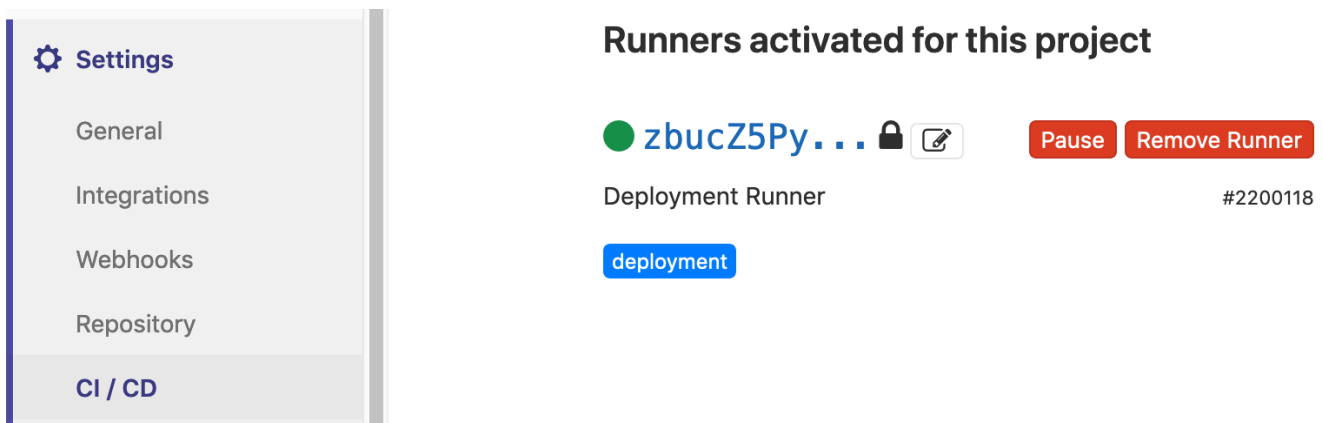 Settings
General
Integrations
Webhooks
Repository
CI / CD
Runners activated for this project
zbucZ5Py...
Pause
Remove Runner
Deployment Runner
#2200118
deployment